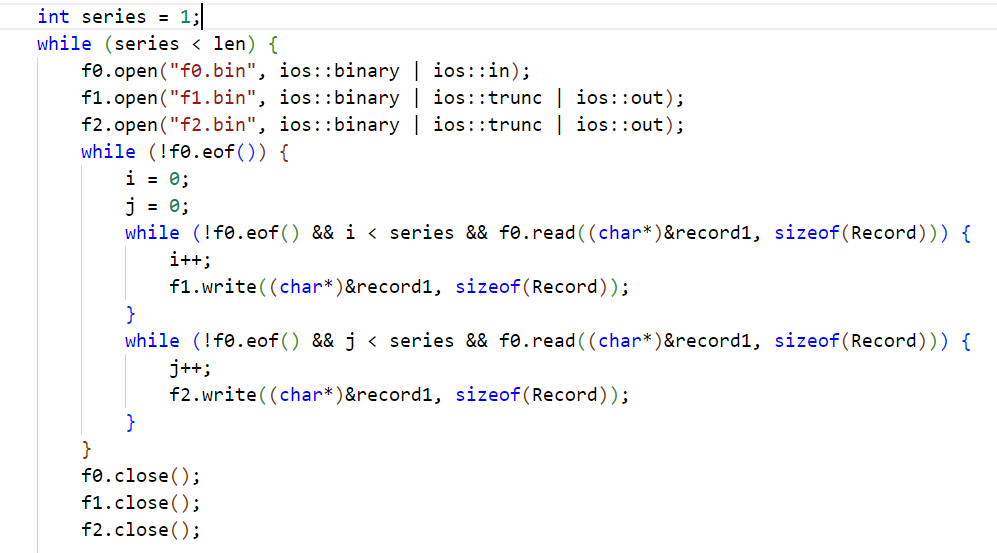 int series = 1;
while (series < len) {
f0.open("f0.bin", ios::binary | ios::in);
f1.open("f1.bin", ios::binary | ios::trunc | ios::out);
f2.open("f2.bin", ios::binary | ios::trunc | ios::out);
while (!f0.eof()) {
i = 0;
j = 0;
while (!f0.eof() && i < series && f0.read((char*)&record1, sizeof(Record))) {
i++;
f1.write((char*)&record1, sizeof(Record));
}
while (!f0.eof() && j < series && f0.read((char*)&record1, sizeof(Record))) {
j++;
f2.write((char*)&record1, sizeof(Record));
}
}
f0.close();
f1.close();
f2.close();